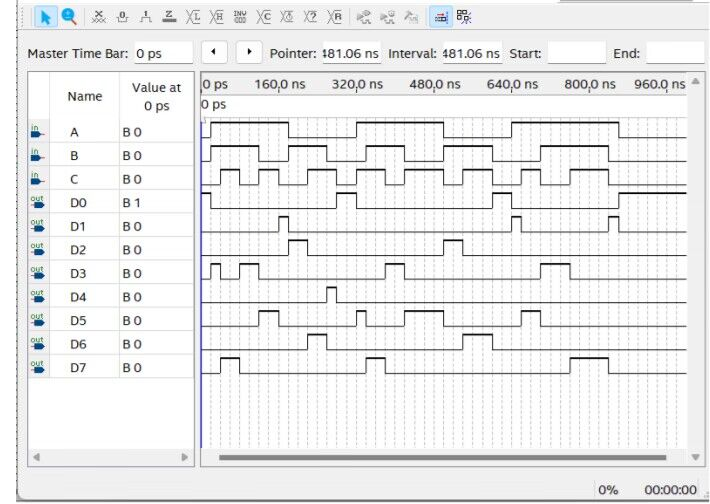 Master Time Bar: 0 ps Pointer: 481.06 ns Interval: 481.06 ns Start: End:
Name Value at 0 ps
0 ps 160,0 ns 320,0 ns 480,0 ns 640,0 ns 800,0 ns 960.0 ns
0 ps
in A B 0
in B B 0
in C B 0
out D0 B 1
out D1 B 0
out D2 B 0
out D3 B 0
out D4 B 0
out D5 B 0
out D6 B 0
out D7 B 0
0% 00:00:00